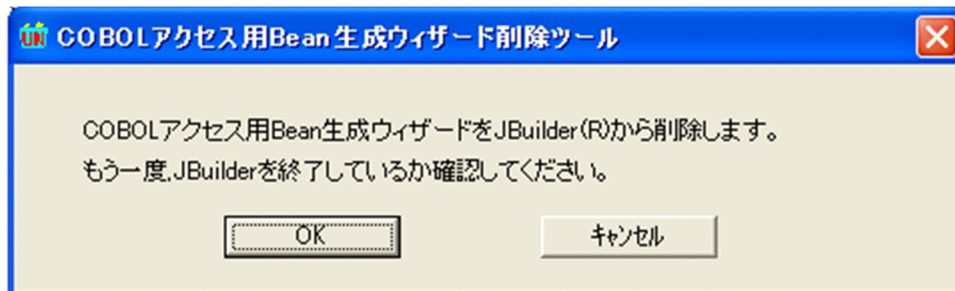 UN COBOLアクセス用Bean生成ウィザード削除ツール
COBOLアクセス用Bean生成ウィザードをJBuilder(R)から削除します。
もう一度,JBuilderを終了しているか確認してください。
OK キャンセル